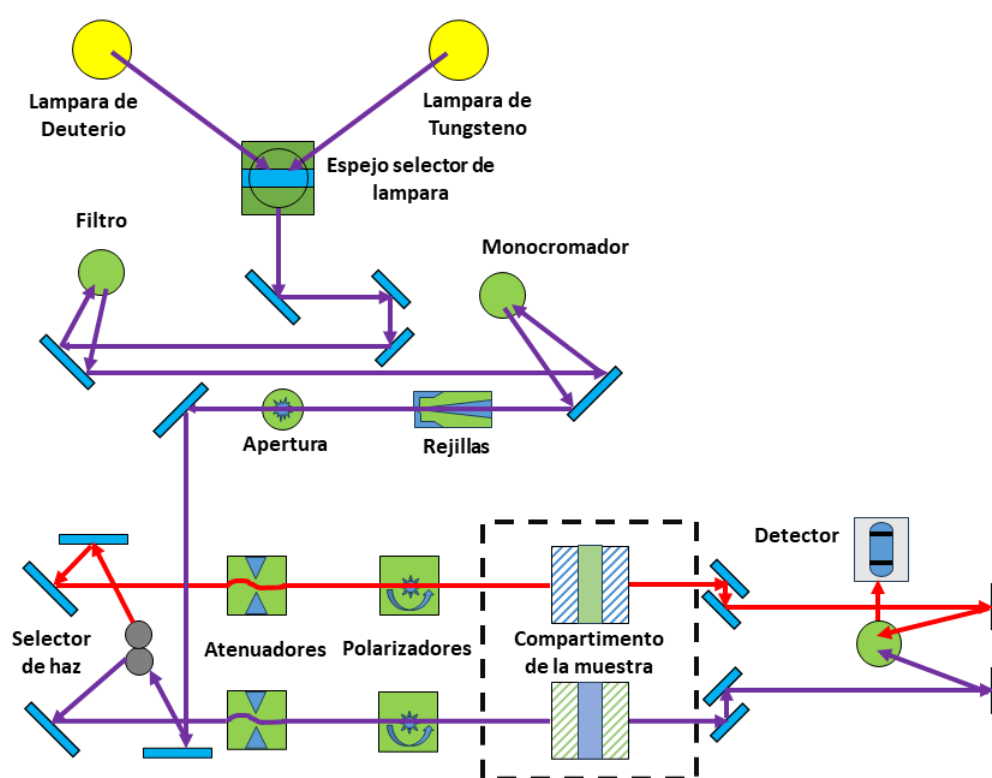 Lampara de
Deuterio
Lampara de
Tungsteno
Espejo selector de
lampara
Filtro
Monocromador
Apertura
Rejillas
Detector
Selector
de haz
Atenuadores
Polarizadores
Compartimento
de la muestra